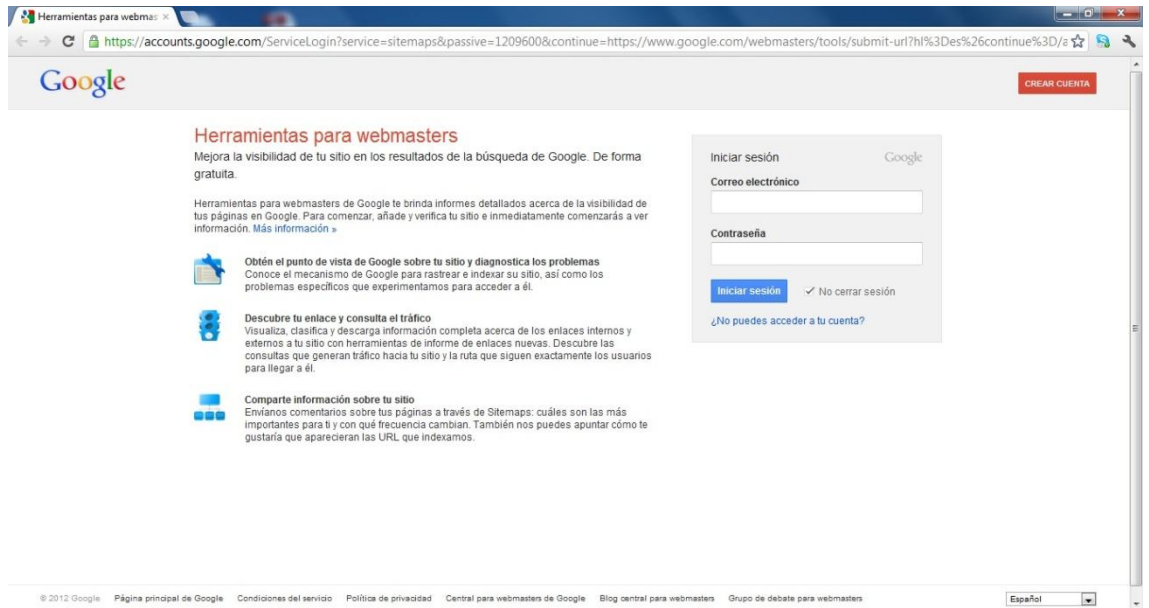 Herramientas para webmas
https://accounts.google.com/ServiceLogin?service=sitemaps&passive=1209600&continue=https://www.google.com/webmasters/tools/submit-url?hl%3Des%26continue%3D/a
Google
CREAR CUENTA
Herramientas para webmasters
Mejora la visibilidad de tu sitio en los resultados de la búsqueda de Google. De forma
gratuita.
Herramientas para webmasters de Google te brinda informes detallados acerca de la visibilidad de
tus páginas en Google. Para comenzar, añade y verifica tu sitio e inmediatamente comenzarás a ver
información. Más información »
Obtén el punto de vista de Google sobre tu sitio y diagnostica los problemas
Conoce el mecanismo de Google para rastrear e indexar su sitio, así como los
problemas específicos que experimentamos para acceder a él.
Descubre tu enlace y consulta el tráfico
Visualiza, clasifica y descarga información completa acerca de los enlaces internos y
externos a tu sitio con herramientas de informe de enlaces nuevas. Descubre las
consultas que generan tráfico hacia tu sitio y la ruta que siguen exactamente los usuarios
para llegar a él.
Comparte información sobre tu sitio
Envíanos comentarios sobre tus páginas a través de Sitemaps: cuáles son las más
importantes para ti y con qué frecuencia cambian. También nos puedes apuntar cómo te
gustaría que aparecieran las URL que indexamos.
Iniciar sesión
Google
Correo electrónico
Contraseña
Iniciar sesión
No cerrar sesión
¿No puedes acceder a tu cuenta?
© 2012 Google Página principal de Google Condiciones del servicio Política de privacidad Central para webmasters de Google Blog central para webmasters Grupo de debate para webmasters
Español